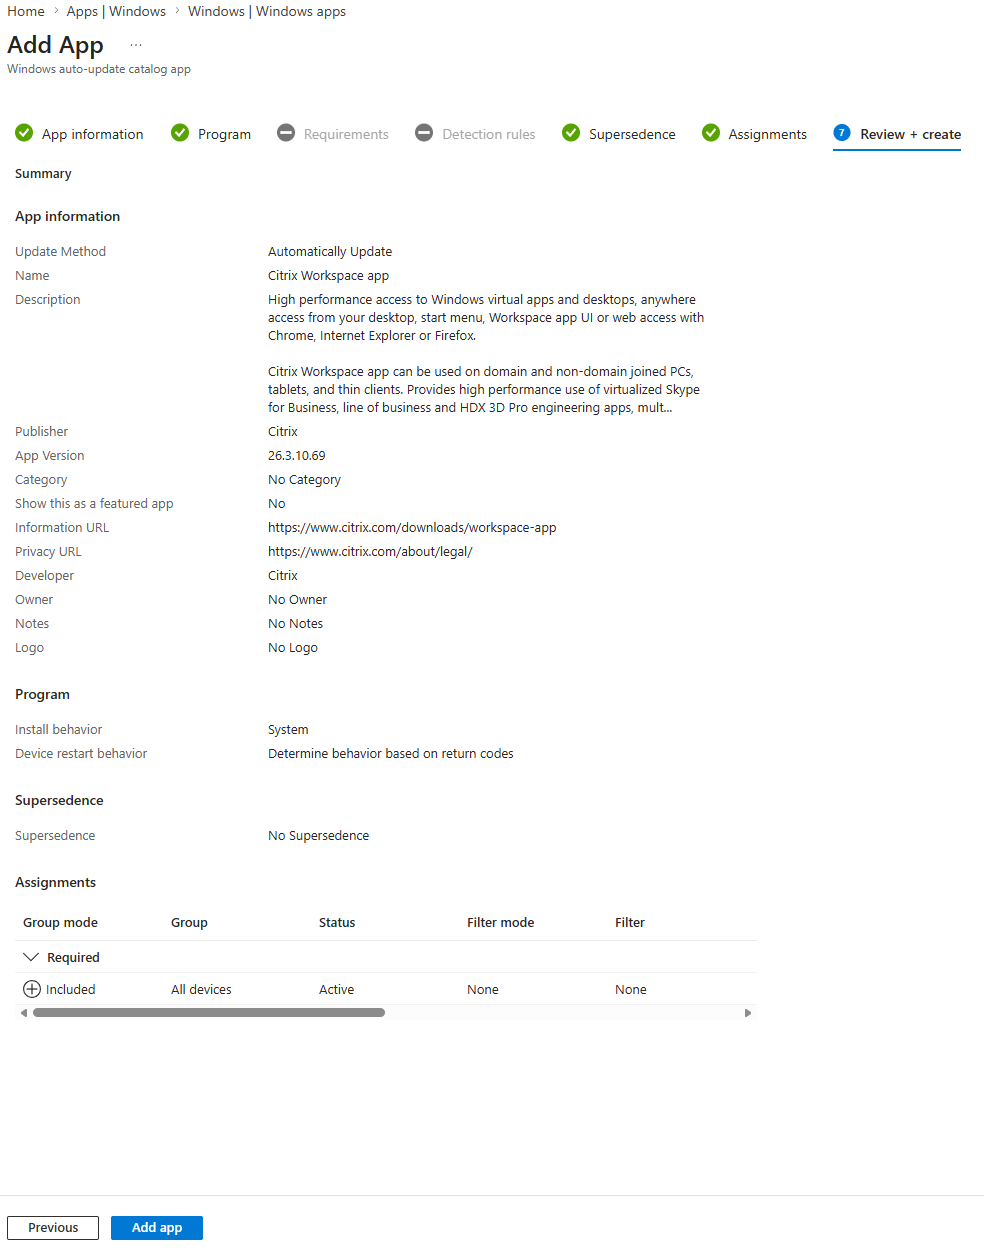 Home > Apps | Windows > Windows | Windows apps
Add App ...
Windows auto-update catalog app
App information Program Requirements Detection rules Supersedence Assignments 7 Review + create
Summary
App information
Update Method Automatically Update
Name Citrix Workspace app
Description High performance access to Windows virtual apps and desktops, anywhere
access from your desktop, start menu, Workspace app UI or web access with
Chrome, Internet Explorer or Firefox.
Citrix Workspace app can be used on domain and non-domain joined PCs,
tablets, and thin clients. Provides high performance use of virtualized Skype
for Business, line of business and HDX 3D Pro engineering apps, mult...
Publisher Citrix
App Version 26.3.10.69
Category No Category
Show this as a featured app No
Information URL https://www.citrix.com/downloads/workspace-app
Privacy URL https://www.citrix.com/about/legal/
Developer Citrix
Owner No Owner
Notes No Notes
Logo No Logo
Program
Install behavior System
Device restart behavior Determine behavior based on return codes
Supersedence
Supersedence No Supersedence
Assignments
Group mode Group Status Filter mode Filter
Required
Included All devices Active None None
Previous Add app